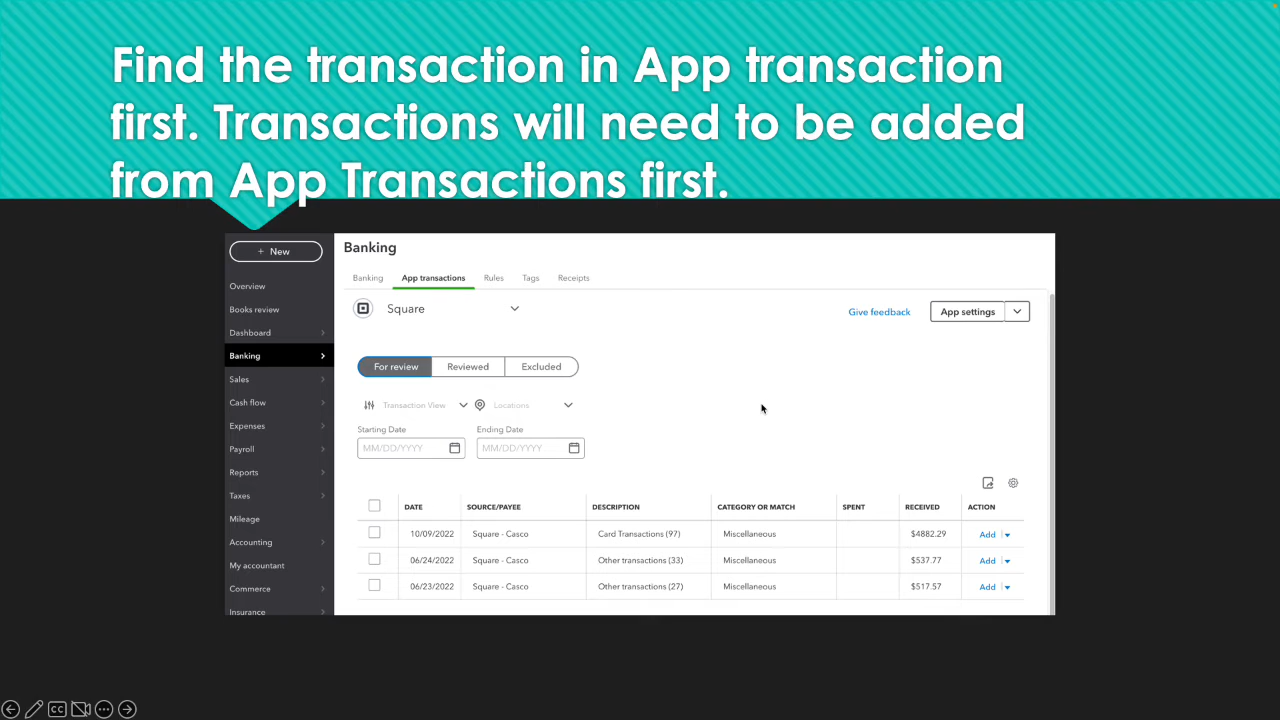 Find the transaction in App transaction
first. Transactions will need to be added
from App Transactions first.
+ New
Overview
Books review
Dashboard
Banking
Sales
Cash flow
Expenses
Payroll
Reports
Taxes
Mileage
Accounting
My accountant
Commerce
Insurance
Banking
Banking App transactions Rules Tags Receipts
Square
Give feedback App settings
For review Reviewed Excluded
Transaction View Locations
Starting Date Ending Date
MM/DD/YYYY MM/DD/YYYY
DATE SOURCE/PAYEE DESCRIPTION CATEGORY OR MATCH SPENT RECEIVED ACTION
10/09/2022 Square - Casco Card Transactions (97) Miscellaneous $4882.29 Add
06/24/2022 Square - Casco Other transactions (33) Miscellaneous $537.77 Add
06/23/2022 Square - Casco Other transactions (27) Miscellaneous $517.57 Add
CC